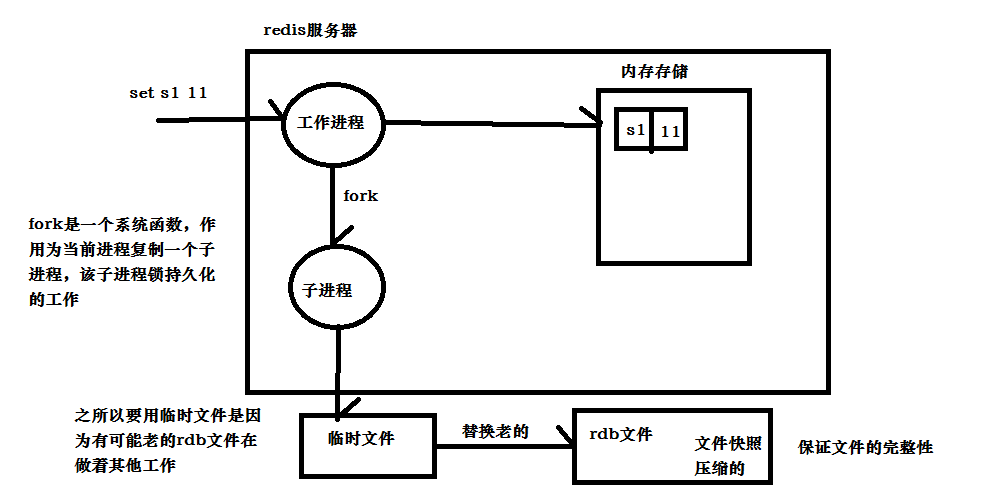 redis服务器
内存存储
set s1 11
工作进程
s1
11
fork
fork是一个系统函数，作
用为当前进程复制一个子
进程，该子进程锁持久化
的工作
子进程
之所以要用临时文件是因
为有可能老的rdb文件在
做着其他工作
临时文件
替换老的
rdb文件
文件快照
压缩的
保证文件的完整性